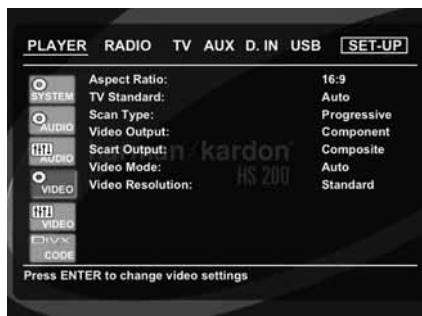 PLAYER RADIO TV AUX D. IN USB SET-UP
SYSTEM
AUDIO
AUDIO
VIDEO
VIDEO
DIVX
CODE
Aspect Ratio: 16:9
TV Standard: Auto
Scan Type: Progressive
Video Output: Component
Scart Output: Composite
Video Mode: Auto
Video Resolution: Standard
harman/kardon
HS 200
Press ENTER to change video settings